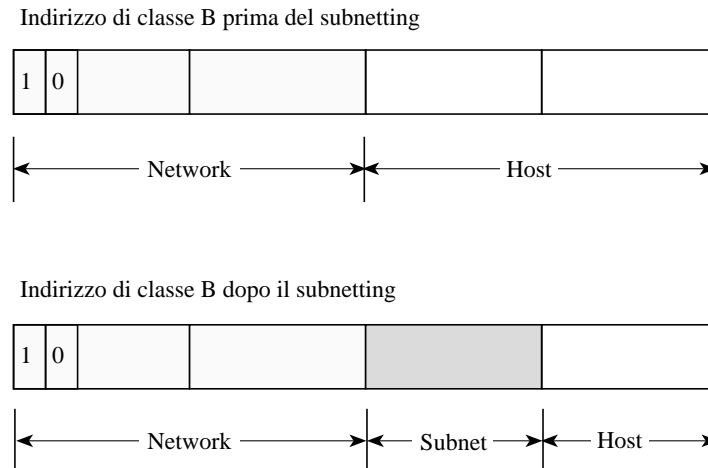 Indirizzo di classe B prima del subnetting
1 0
Network Host
Indirizzo di classe B dopo il subnetting
1 0
Network Subnet Host